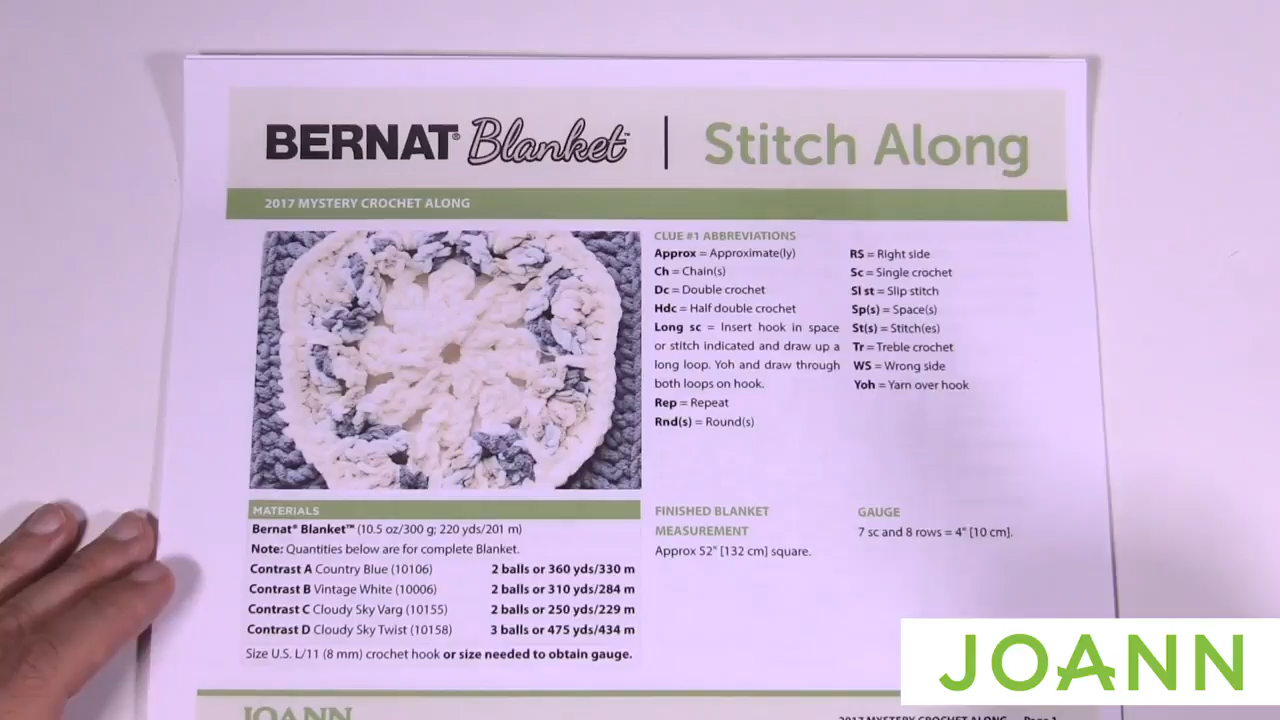 BERNAT® Blanket™ | Stitch Along
2017 MYSTERY CROCHET ALONG
CLUE #1 ABBREVIATIONS
Approx = Approximate(ly)
Ch = Chain(s)
Dc = Double crochet
Hdc = Half double crochet
Long sc = Insert hook in space
or stitch indicated and draw up a
long loop. Yoh and draw through
both loops on hook.
Rep = Repeat
Rnd(s) = Round(s)
RS = Right side
Sc = Single crochet
Sl st = Slip stitch
Sp(s) = Space(s)
St(s) = Stitch(es)
Tr = Treble crochet
WS = Wrong side
Yoh = Yarn over hook
MATERIALS
Bernat® Blanket™ (10.5 oz/300 g; 220 yds/201 m)
Note: Quantities below are for complete Blanket.
Contrast A Country Blue (10106) 2 balls or 360 yds/330 m
Contrast B Vintage White (10006) 2 balls or 310 yds/284 m
Contrast C Cloudy Sky Varg (10155) 2 balls or 250 yds/229 m
Contrast D Cloudy Sky Twist (10158) 3 balls or 475 yds/434 m
Size U.S. L/11 (8 mm) crochet hook or size needed to obtain gauge.
FINISHED BLANKET
MEASUREMENT
Approx 52" [132 cm] square.
GAUGE
7 sc and 8 rows = 4" [10 cm].
JOANN
2017 MYSTERY CROCHET ALONG Page 1
JOANN